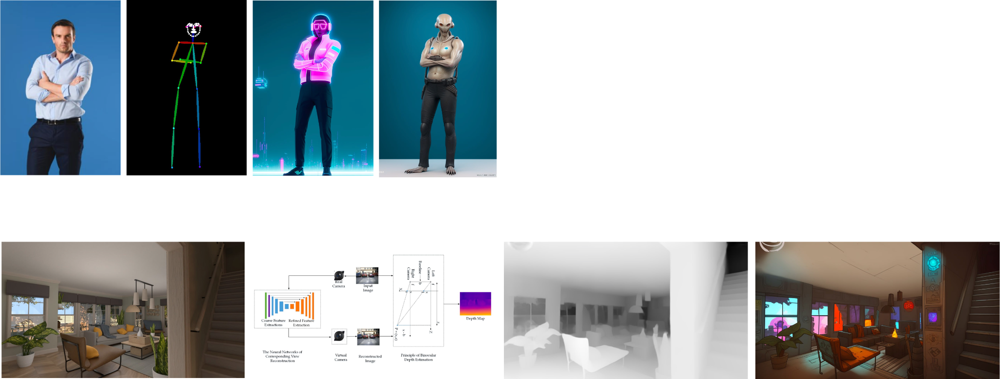 Real
Camera
Input
Image
Right
Camera
Baseline
Left
Camera
b
f
f
X
x
x
Z
z
x - b
P = (x,z)
Coarse Feature
Extractions
Refined Feature
Extraction
Depth Map
The Neural Networks of
Corresponding View
Reconstruction
Virtual
Camera
Reconstructed
Image
Principle of Binocular
Depth Estimation